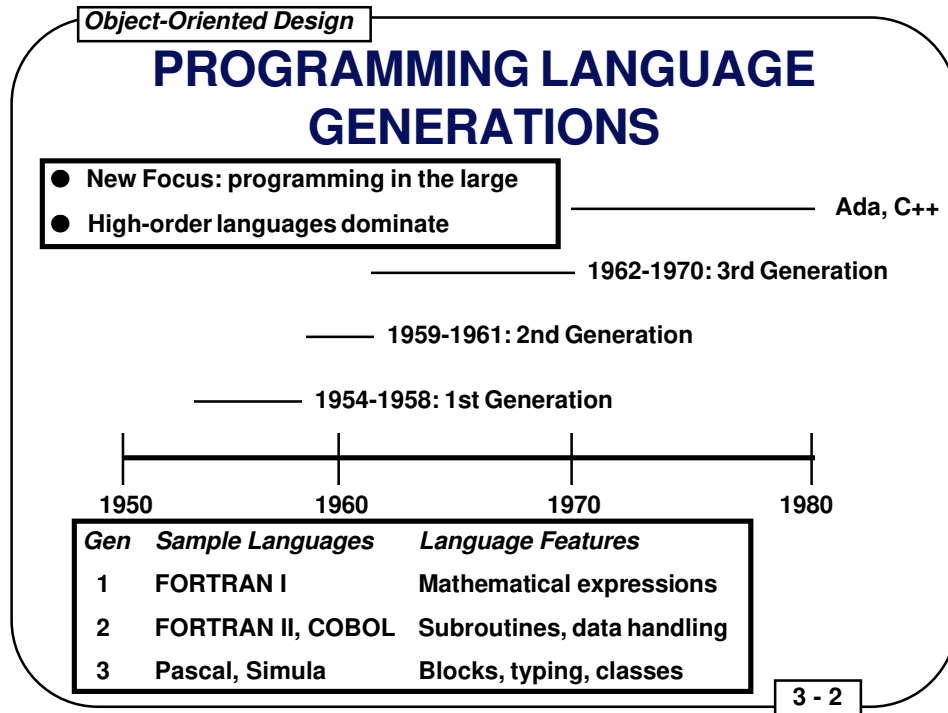 Object-Oriented Design
PROGRAMMING LANGUAGE
GENERATIONS
● New Focus: programming in the large
● High-order languages dominate
Ada, C++
1962-1970: 3rd Generation
1959-1961: 2nd Generation
1954-1958: 1st Generation
1950 1960 1970 1980
Gen Sample Languages Language Features
1 FORTRAN I Mathematical expressions
2 FORTRAN II, COBOL Subroutines, data handling
3 Pascal, Simula Blocks, typing, classes
3 - 2